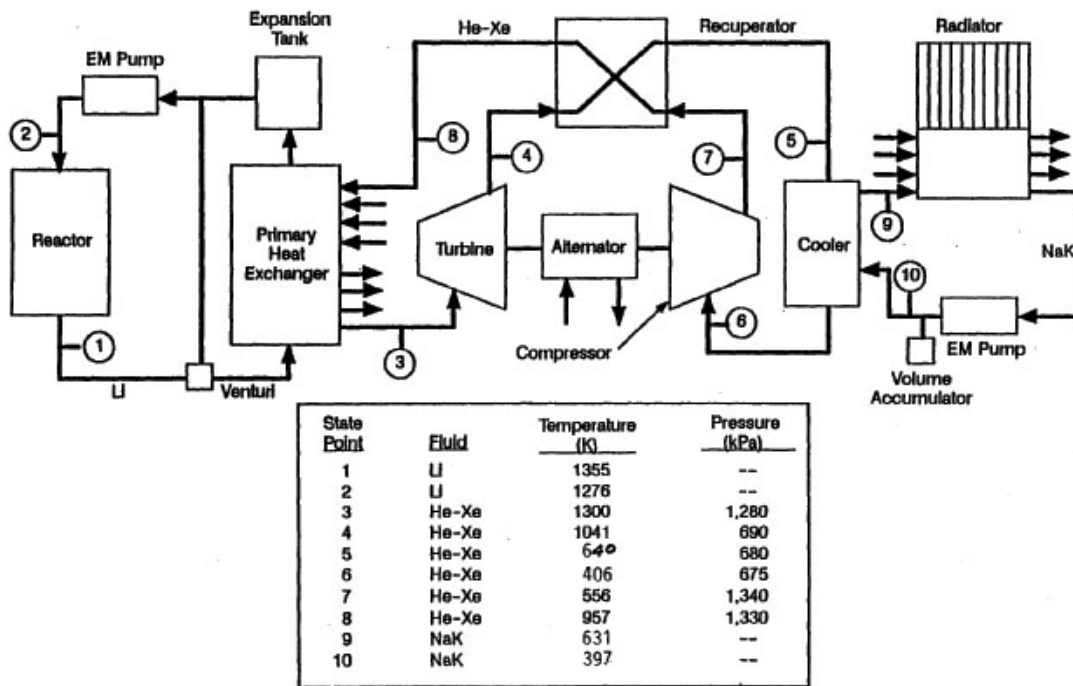 Expansion
Tank
He-Xe
Recuperator
Radiator
EM Pump
2
8
4
7
5
9
Reactor
Primary
Heat
Exchanger
Turbine
Alternator
Cooler
NaK
10
1
3
6
Compressor
EM Pump
Li
Venturi
Volume
Accumulator
State Point Fluid Temperature (K) Pressure (kPa)
1 Li 1355 --
2 Li 1276 --
3 He-Xe 1300 1,280
4 He-Xe 1041 690
5 He-Xe 640 680
6 He-Xe 406 675
7 He-Xe 556 1,340
8 He-Xe 957 1,330
9 NaK 631 --
10 NaK 397 --